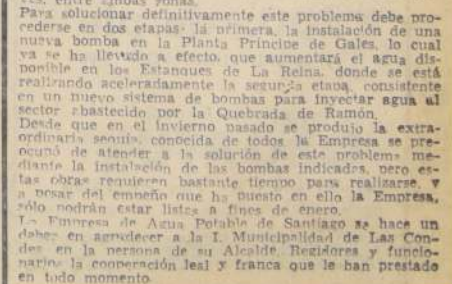 entre ambas zonas.
Para solucionar definitivamente este problema debe pro-
cederse en dos etapas: la primera, la instalación de una
nueva bomba en la Planta Príncipe de Gales, lo cual
ya se ha llevado a efecto, que aumentará el agua dis-
ponible en los Estanques de La Reina, donde se está
realizando aceleradamente la segunda etapa, consistente
en un nuevo sistema de bombas para inyectar agua al
sector abastecido por la Quebrada de Ramón.
Desde que en el invierno pasado se produjo la extra-
ordinaria sequía, conocida de todos la Empresa se pre-
ocupó de atender a la solución de este problema me-
diante la instalación de las bombas indicadas, pero es-
tas obras requieren bastante tiempo para realizarse, y
a pesar del empeño que ha puesto en ello la Empresa,
sólo podrán estar listas a fines de enero.
La Empresa de Agua Potable de Santiago se hace un
deber en agradecer a la I. Municipalidad de Las Con-
des en la persona de su Alcalde, Regidores y funcio-
narios la cooperación leal y franca que le han prestado
en todo momento.